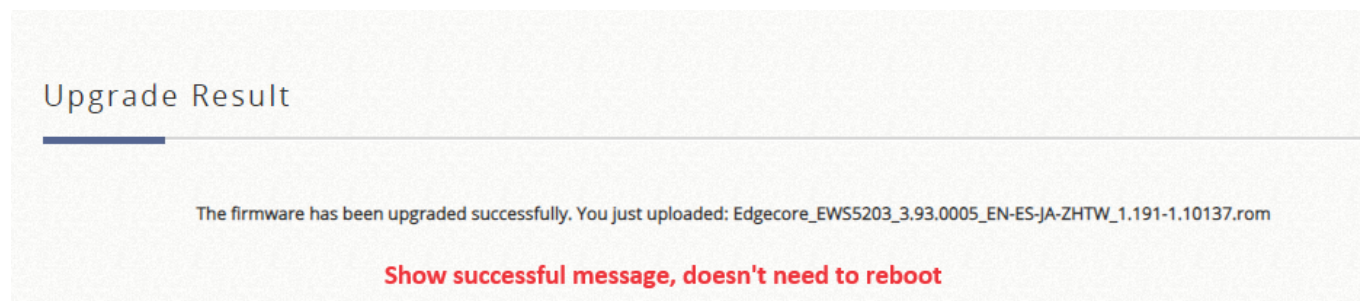 Upgrade Result
The firmware has been upgraded successfully. You just uploaded: Edgecore_EWS5203_3.93.0005_EN-ES-JA-ZHTW_1.191-1.10137.rom
Show successful message, doesn't need to reboot